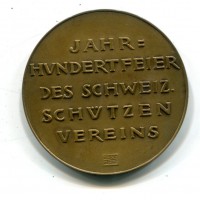 JAHR=
HVNDERTFEIER
DES SCHWEIZ.
SCHVTZEN
VEREINS